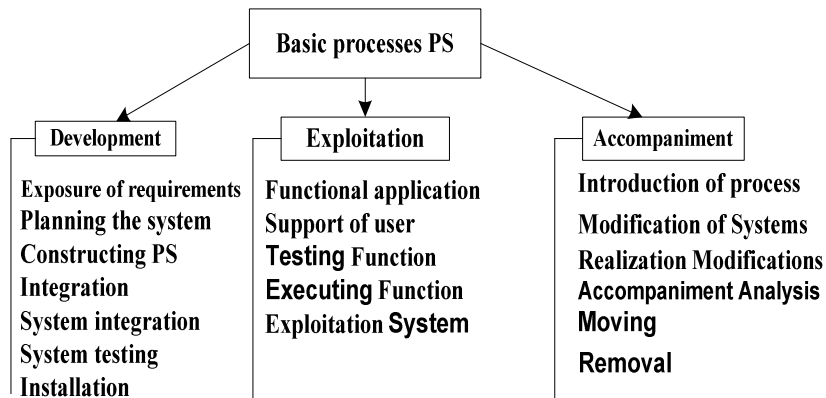 Basic processes PS
Development
Exposure of requirements
Planning the system
Constructing PS
Integration
System integration
System testing
Installation
Exploitation
Functional application
Support of user
Testing Function
Executing Function
Exploitation System
Accompaniment
Introduction of process
Modification of Systems
Realization Modifications
Accompaniment Analysis
Moving
Removal